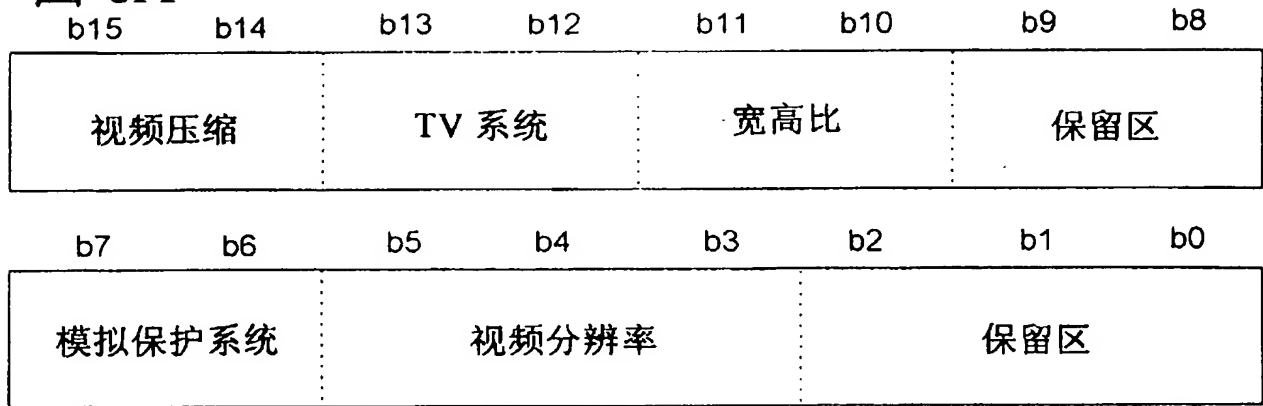 b15 b14 b13 b12 b11 b10 b9 b8
视频压缩 TV 系统 宽高比 保留区
b7 b6 b5 b4 b3 b2 b1 b0
模拟保护系统 视频分辨率 保留区